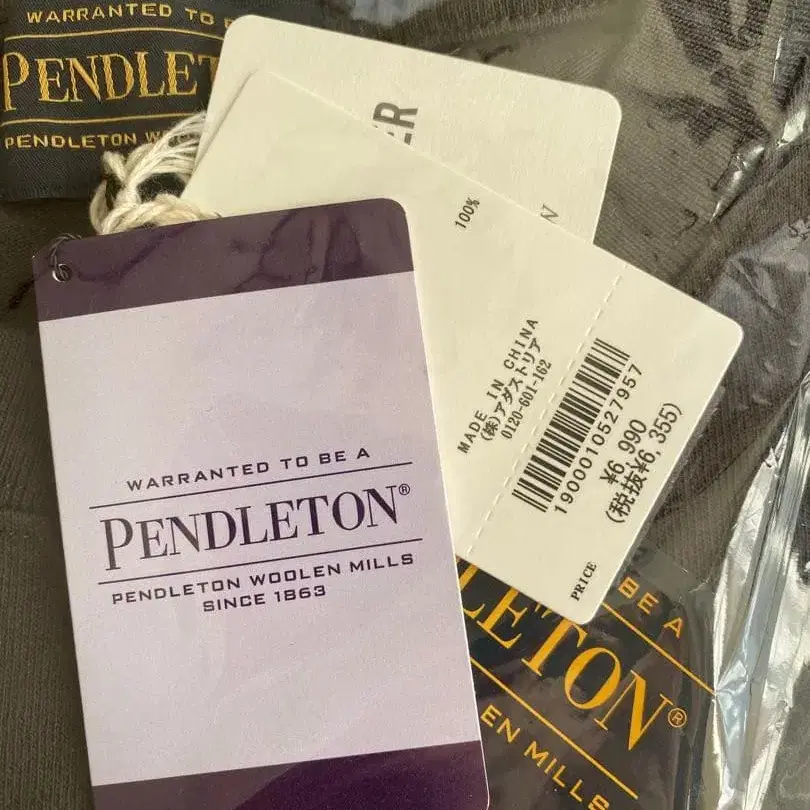 WARRANTED TO BE
PENDLET
PENDLETON WOO
ER
N
100%
MADE IN CHINA
(株)アダストリア
0120-601-162
1900010527957
¥6,990
(税抜¥6,355)
PRICE
WARRANTED TO BE A
PENDLETON®
PENDLETON WOOLEN MILLS
SINCE 1863
BE A
LETON®
EN MILLS